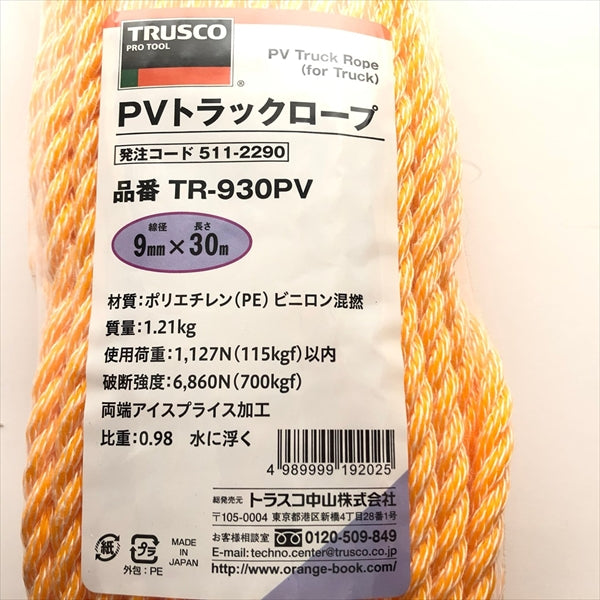 TRUSCO
PRO TOOL
®
PV Truck Rope
(for Truck)
PVトラックロープ
発注コード 511-2290
品番 TR-930PV
線径 長さ
9mm×30m
材質:ポリエチレン(PE)ビニロン混撚
質量:1.21kg
使用荷重:1,127N(115kgf)以内
破断強度:6,860N(700kgf)
両端アイスプライス加工
比重:0.98 水に浮く
4 989999 192025
総発売元 トラスコ中山株式会社
〒105-0004 東京都港区新橋4丁目28番1号
お客様相談室 0120-509-849
E-mail:techno.center@trusco.co.jp
http://www.orange-book.com/
紙
プラ
外包:PE
MADE IN
JAPAN